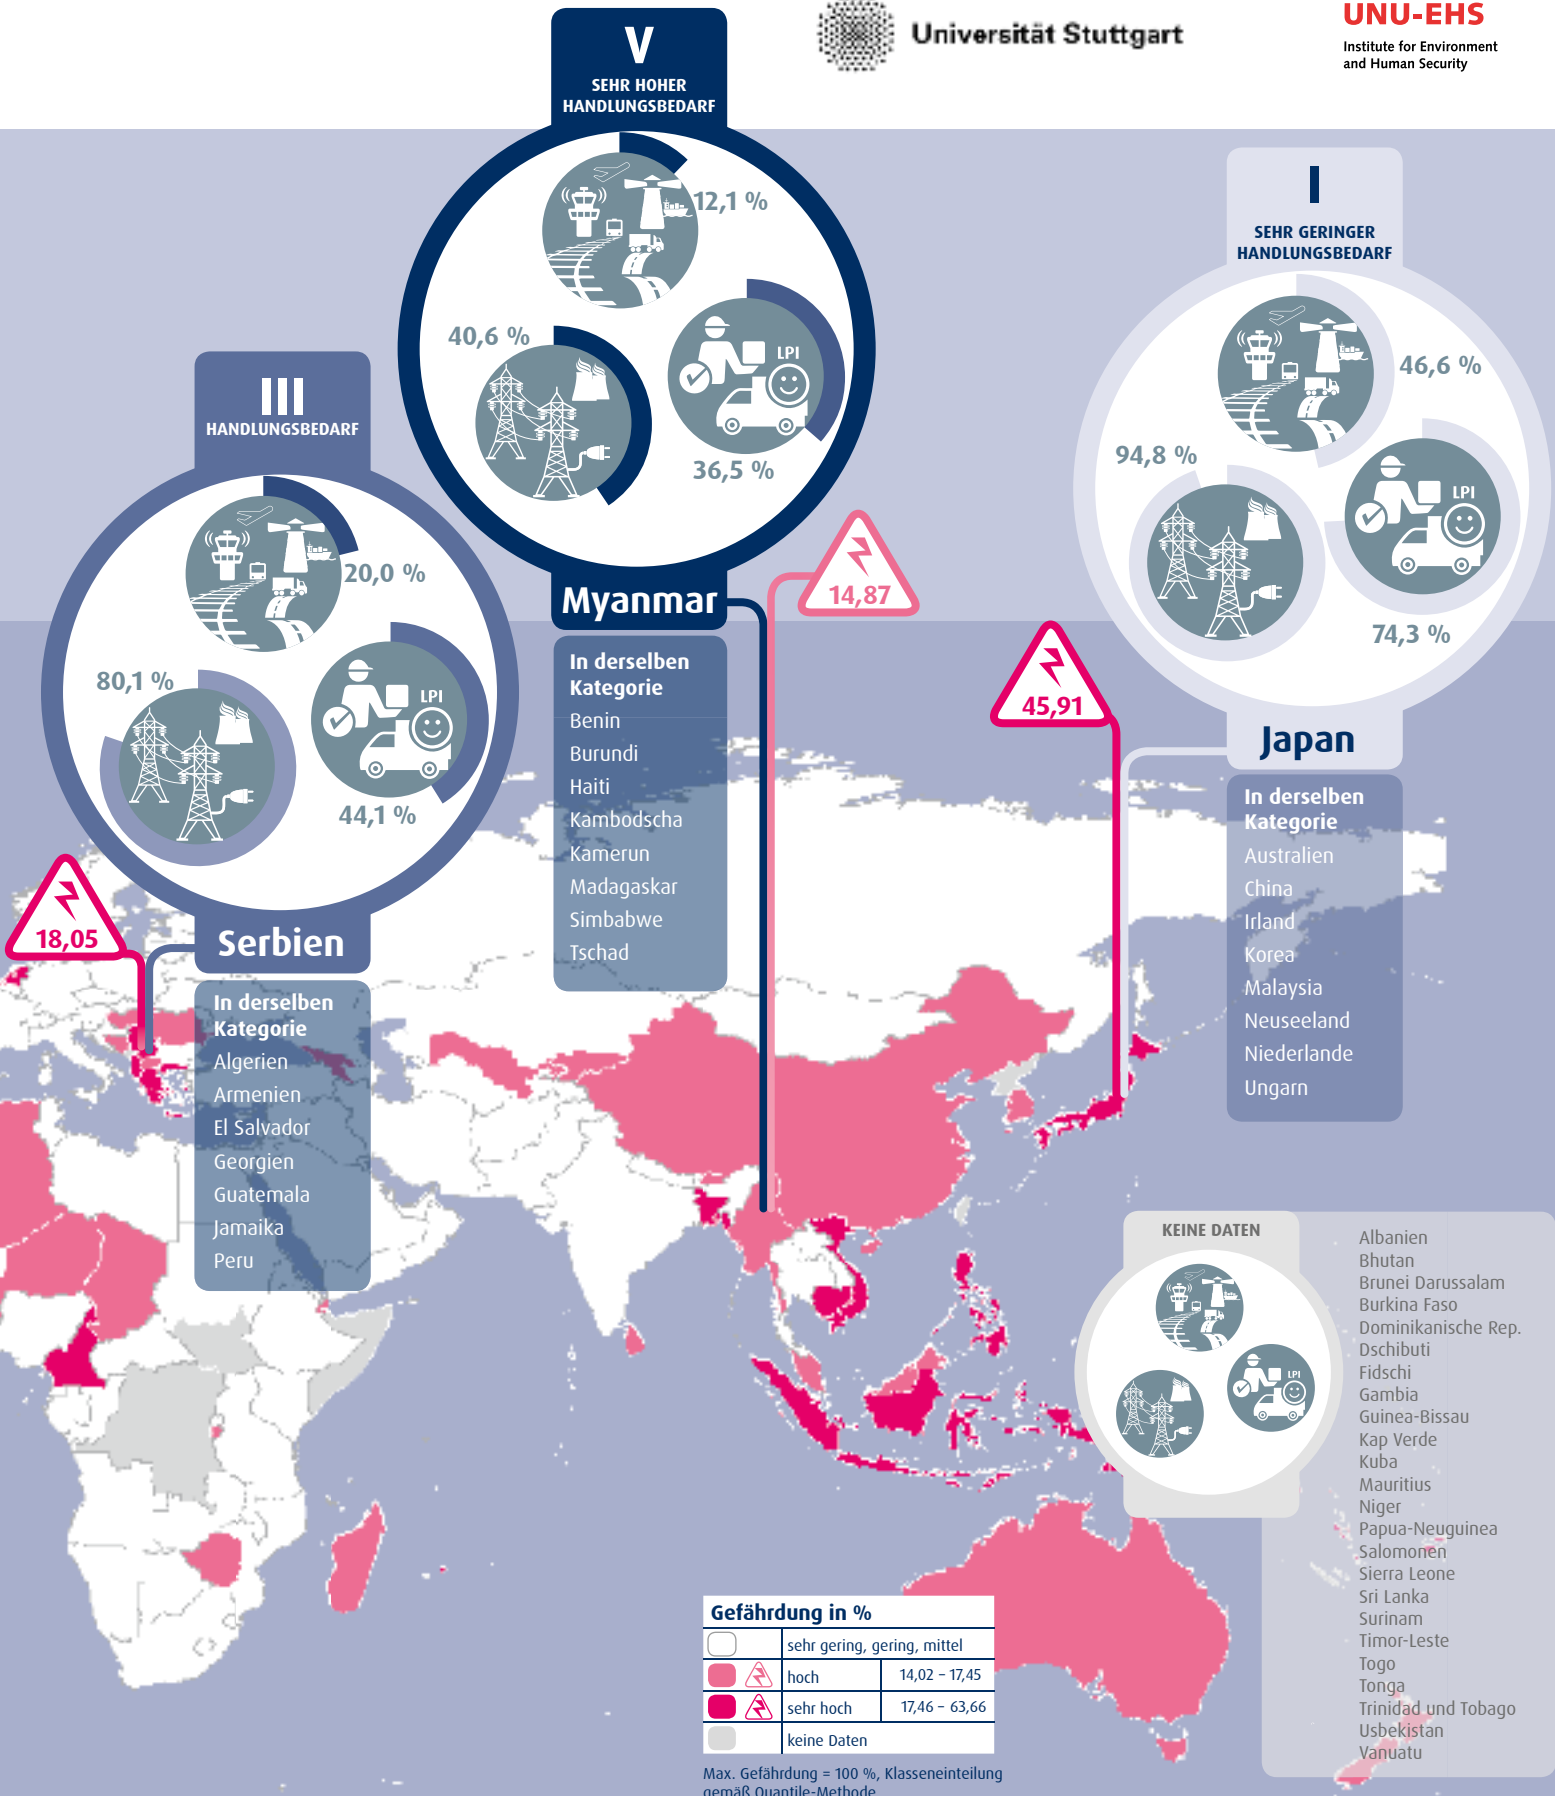 Universität Stuttgart
UNU-EHS
Institute for Environment
and Human Security
V
SEHR HOHER
HANDLUNGSBEDARF
12,1 %
40,6 %
LPI
36,5 %
Myanmar
In derselben
Kategorie
Benin
Burundi
Haiti
Kambodscha
Kamerun
Madagaskar
Simbabwe
Tschad
14,87
I
SEHR GERINGER
HANDLUNGSBEDARF
46,6 %
94,8 %
LPI
74,3 %
45,91
Japan
In derselben
Kategorie
Australien
China
Irland
Korea
Malaysia
Neuseeland
Niederlande
Ungarn
III
HANDLUNGSBEDARF
20,0 %
80,1 %
LPI
44,1 %
18,05
Serbien
In derselben
Kategorie
Algerien
Armenien
El Salvador
Georgien
Guatemala
Jamaika
Peru
KEINE DATEN
LPI
Albanien
Bhutan
Brunei Darussalam
Burkina Faso
Dominikanische Rep.
Dschibuti
Fidschi
Gambia
Guinea-Bissau
Kap Verde
Kuba
Mauritius
Niger
Papua-Neuguinea
Salomonen
Sierra Leone
Sri Lanka
Surinam
Timor-Leste
Togo
Tonga
Trinidad und Tobago
Usbekistan
Vanuatu
Gefährdung in %
sehr gering, gering, mittel
hoch 14,02 – 17,45
sehr hoch 17,46 – 63,66
keine Daten
Max. Gefährdung = 100 %, Klasseneinteilung
gemäß Quantile-Methode